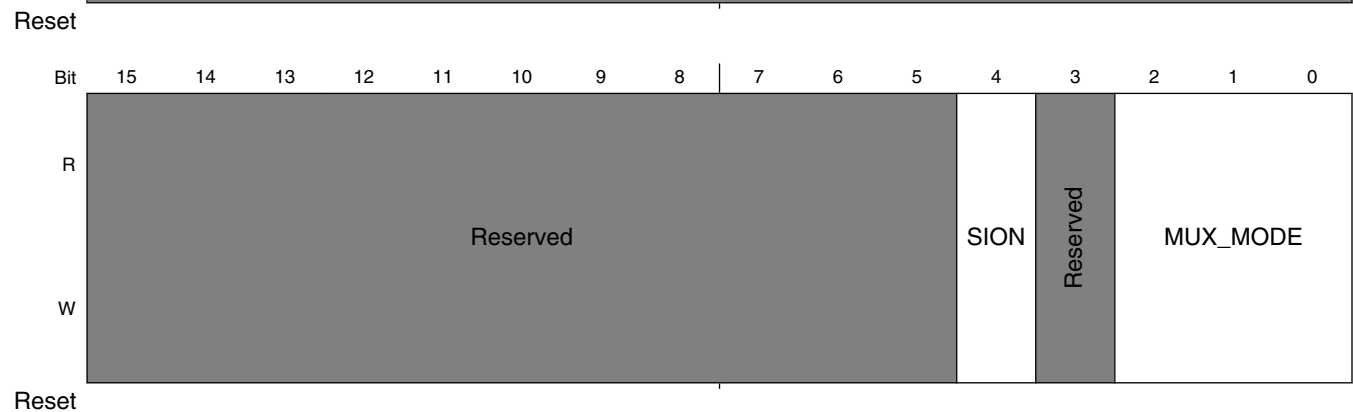 Reset
Bit 15 14 13 12 11 10 9 8 7 6 5 4 3 2 1 0
R
Reserved SION Reserved MUX_MODE
W
Reset